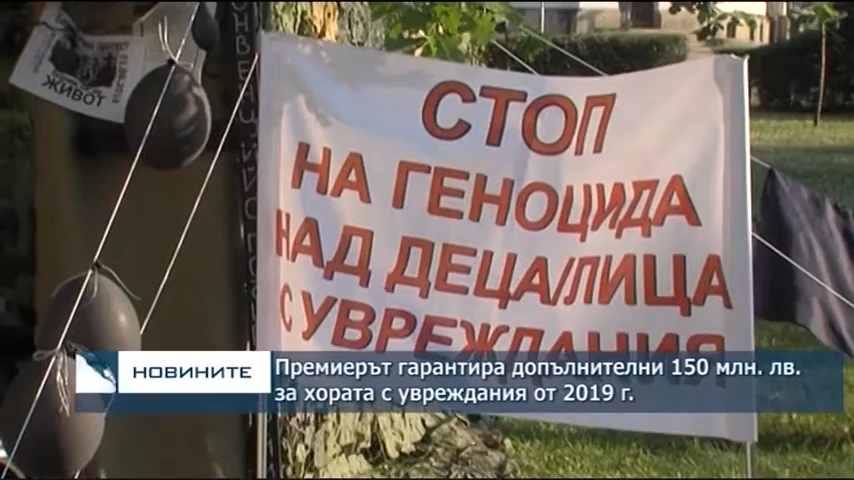 ЖИВОТ
СТОП
НА ГЕНОЦИДА
НАД ДЕЦА/ЛИЦА
С УВРЕЖДАНИЯ
НОВИНИТЕ
Премиерът гарантира допълнителни 150 млн. лв.
за хората с увреждания от 2019 г.